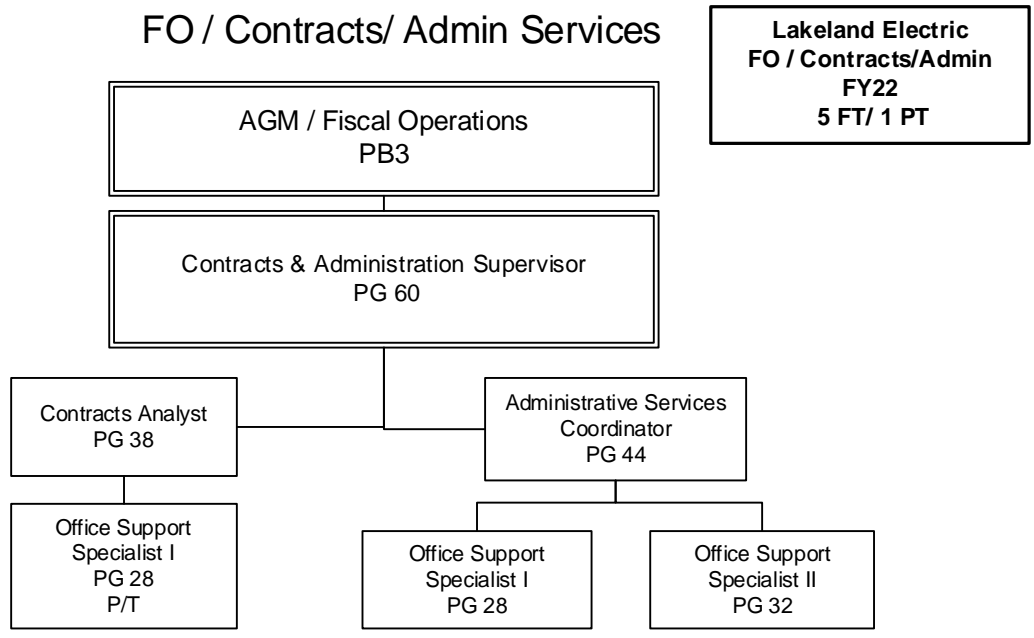 FO / Contracts/ Admin Services
Lakeland Electric
FO / Contracts/Admin
FY22
5 FT/ 1 PT
AGM / Fiscal Operations
PB3
Contracts & Administration Supervisor
PG 60
Contracts Analyst
PG 38
Administrative Services
Coordinator
PG 44
Office Support
Specialist I
PG 28
P/T
Office Support
Specialist I
PG 28
Office Support
Specialist II
PG 32